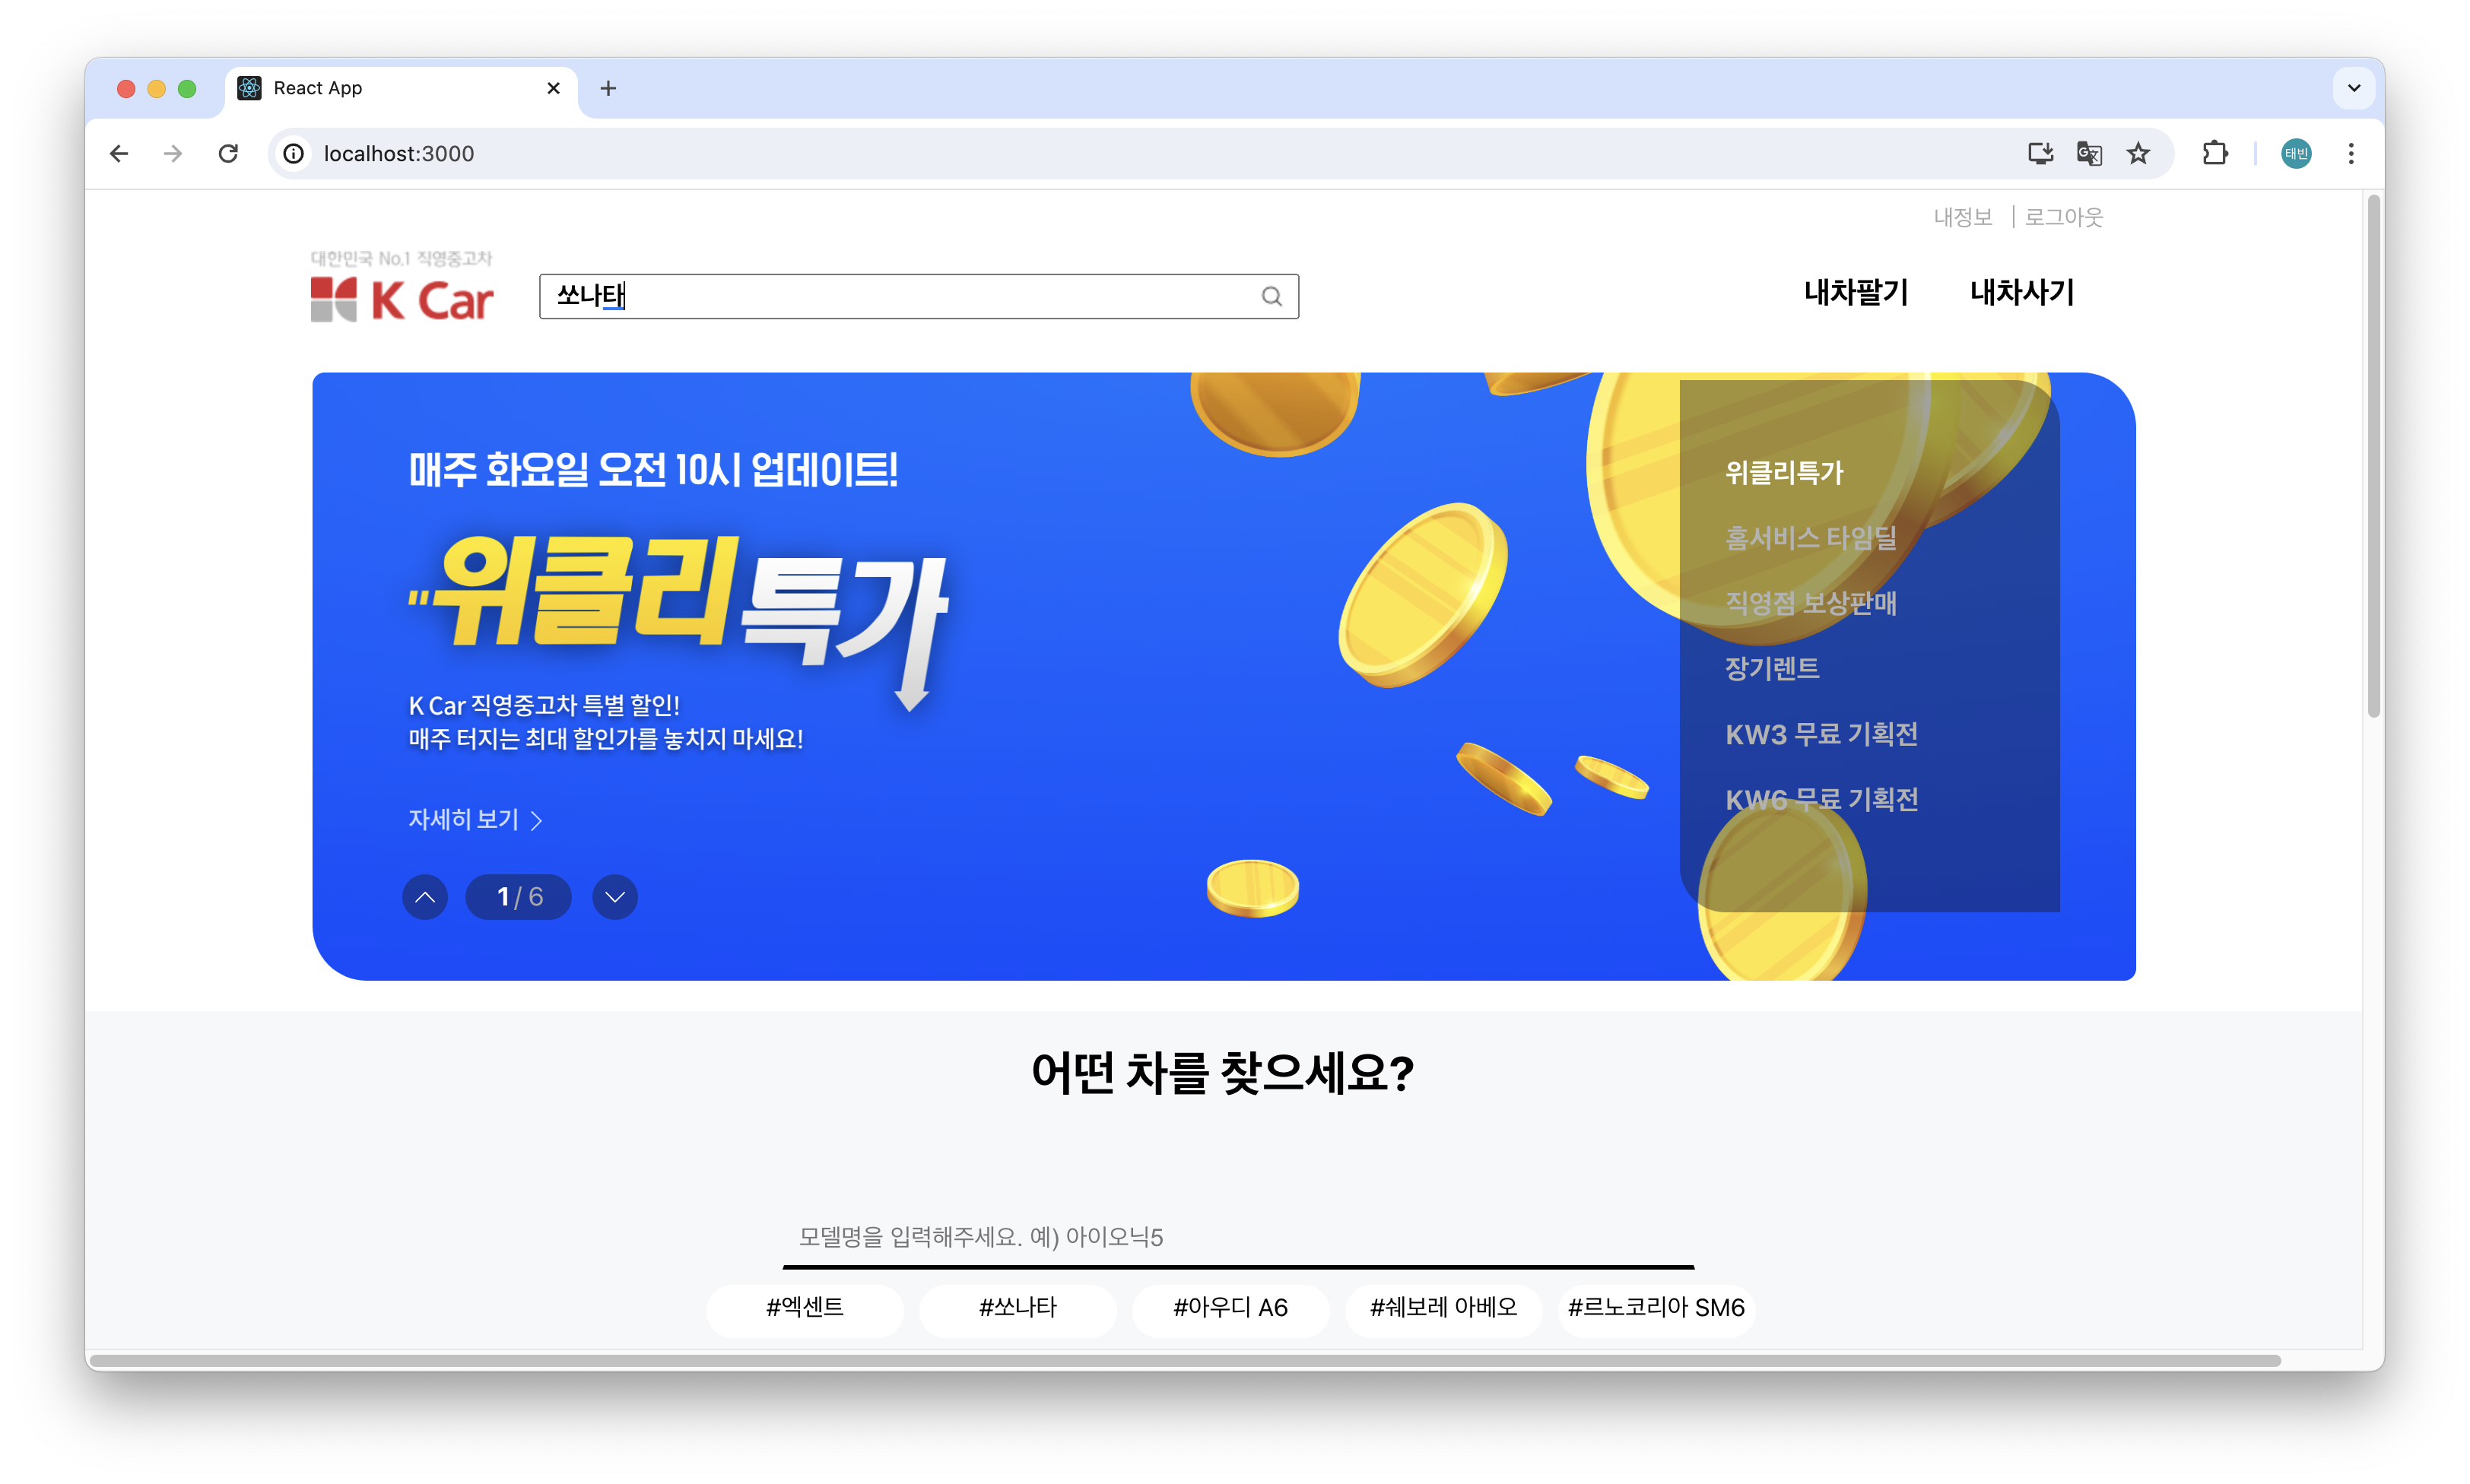 React App
localhost:3000
태빈
내정보 | 로그아웃
대한민국 No.1 직영중고차
K Car
쏘나타
내차팔기 내차사기
매주 화요일 오전 10시 업데이트!
위클리특가
K Car 직영중고차 특별 할인!
매주 터지는 최대 할인가를 놓치지 마세요!
자세히 보기
1 / 6
위클리특가
홈서비스 타임딜
직영점 보상판매
장기렌트
KW3 무료 기획전
KW6 무료 기획전
어떤 차를 찾으세요?
모델명을 입력해주세요. 예) 아이오닉5
#엑센트 #쏘나타 #아우디 A6 #쉐보레 아베오 #르노코리아 SM6